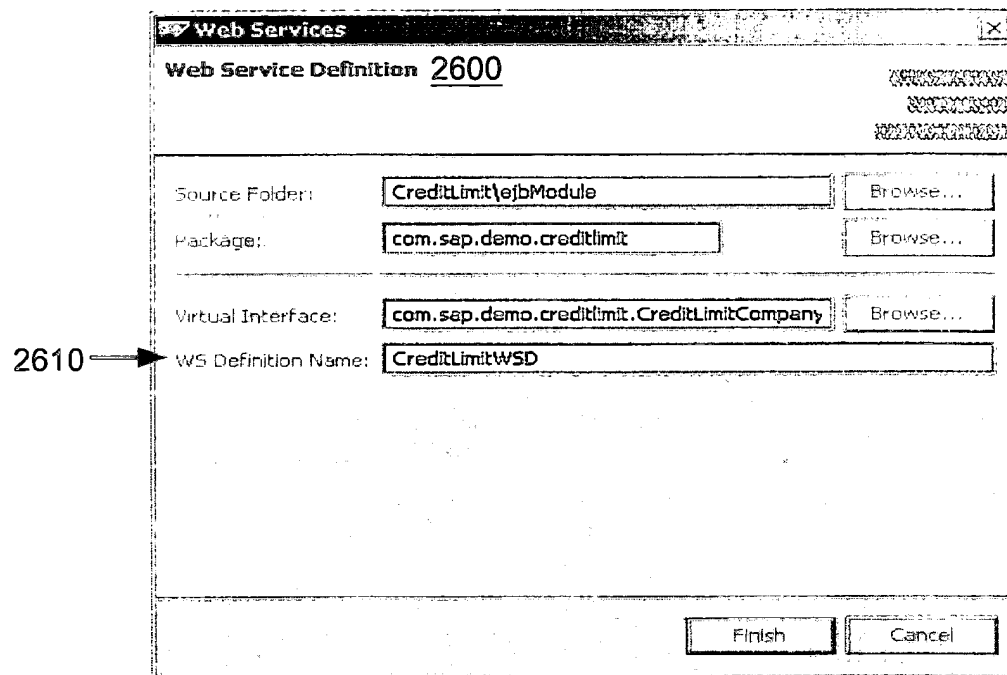 Web Services
Web Service Definition 2600
Source Folder: CreditLimit\ejbModule Browse...
Package: com.sap.demo.creditlimit Browse...
Virtual Interface: com.sap.demo.creditlimit.CreditLimitCompany Browse...
2610 WS Definition Name: CreditLimitWSD
Finish Cancel